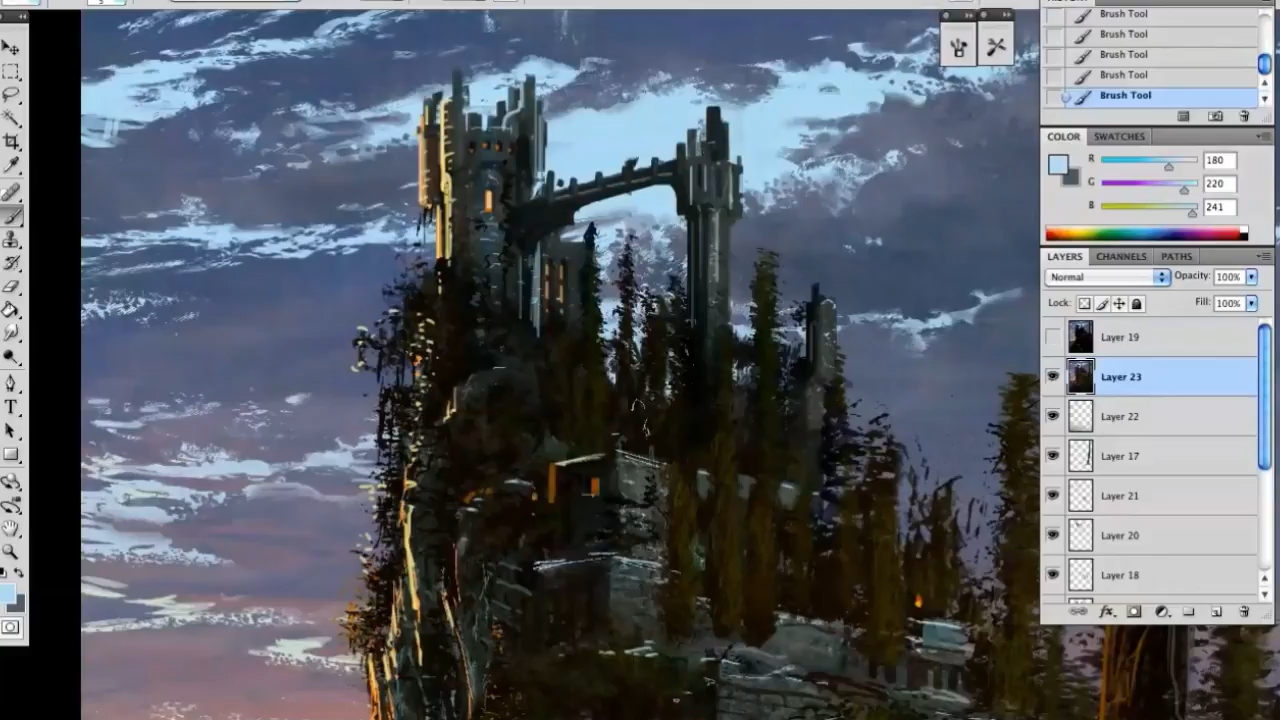 Brush Tool
Brush Tool
Brush Tool
Brush Tool
Brush Tool
COLOR SWATCHES
R 180
G 220
B 241
LAYERS CHANNELS PATHS
Normal Opacity: 100%
Lock: Fill: 100%
Layer 19
Layer 23
Layer 22
Layer 17
Layer 21
Layer 20
Layer 18